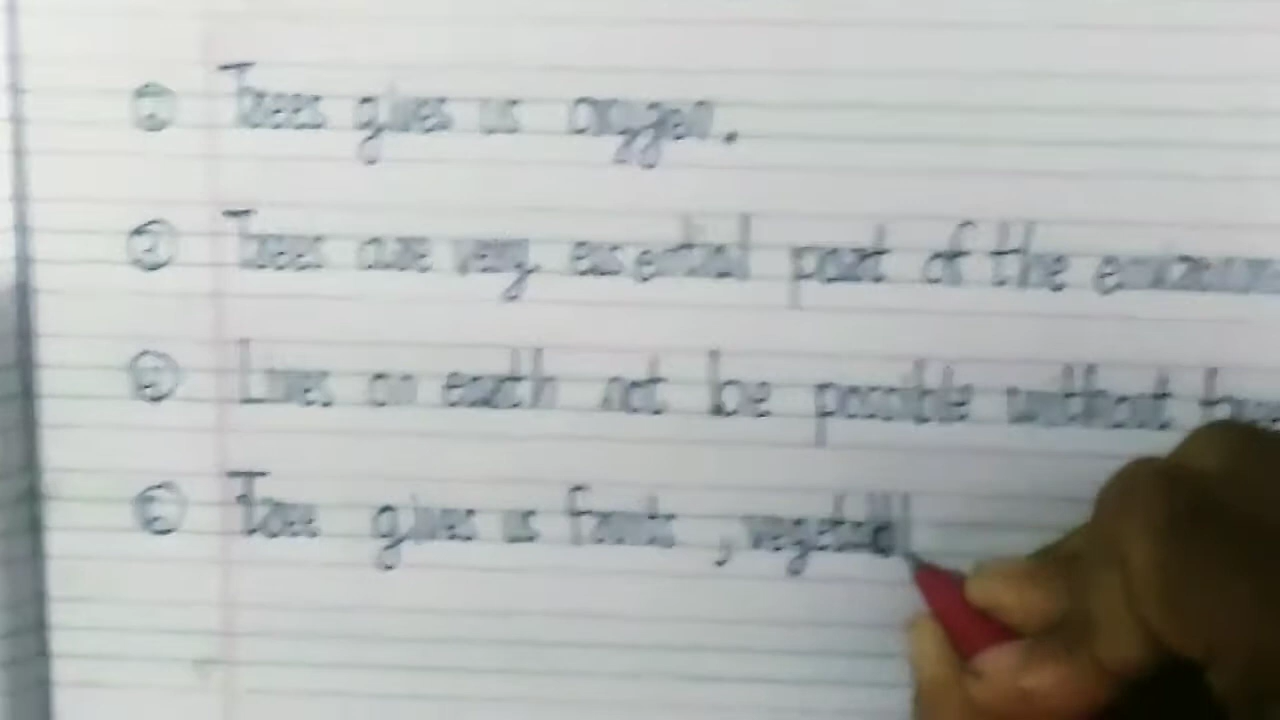 Trees gives us oxygen.
Trees are very essential part of the
Lives on earth not be possible without
Tree gives us Fruits ,